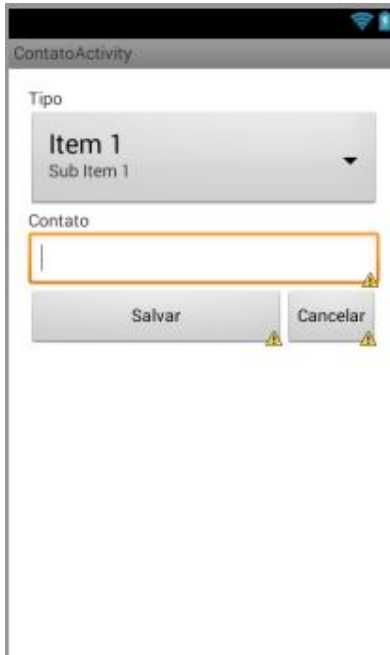 ContatoActivity
Tipo
Item 1
Sub Item 1
Contato
Salvar Cancelar